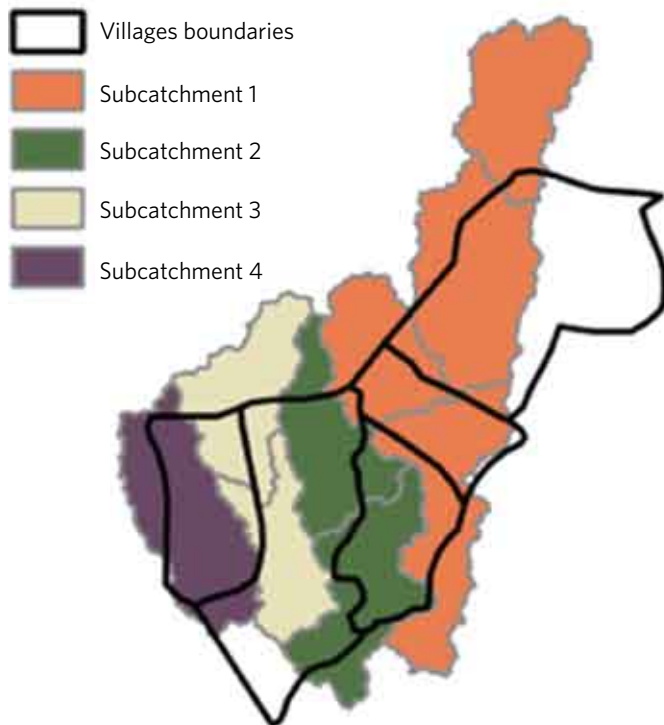 Villages boundaries
Subcatchment 1
Subcatchment 2
Subcatchment 3
Subcatchment 4